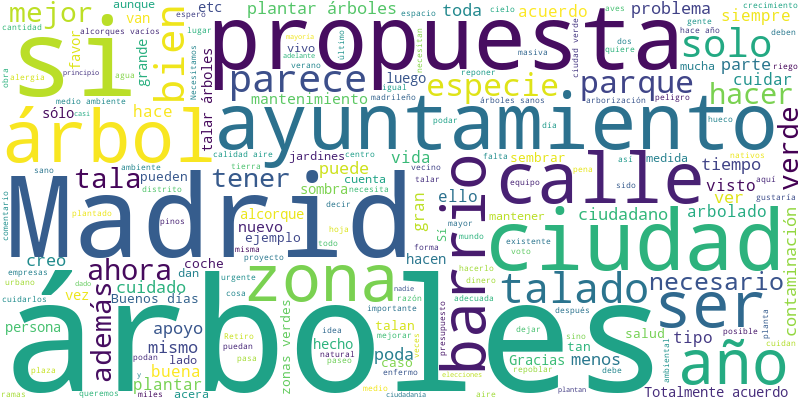 mejor
aunque
etc
plantar árboles
espero
van
cantidad
alcorques vacíos
si
bien
favor
lugar
propuesta
espacio
toda
cielo
aves
acuerdo
dos
quiere
problema
gente
hace año
siempre
crecimiento
deben
ciudad verde
masiva
necesitan
solo
mucha
parte
riego
parece
luego
especie
parque
cuidar
hacer
vivo
verano
igual
reponer
adelante
último
mayoría
grande
alergia
agua
principio
obra
Necesitamos
talar árboles
mantenimiento
madrileño
árboles sanos
arborización
peligro
hueco
medio ambiente
casi
sólo
hace
árbol
ayuntamiento
podar
día
verde
calidad aire
centro
tierra
vecino
falta
así
medida
nativos
sano
ambiente
jardines
vida
sembrar
tiempo
aquí
tala
pueden
tener
puede
cuenta
necesita
talar
calle
equipo
sido
pena
visto
ver
gustaría
distrito
sombra
ello
comentario
plantado
pinos
alcorque
decir
gran
Madrid
barrio
mantener
ciudadano
arbolado
contaminación
nuevo
hoja
Si
mayor
mundo
existente
voto
ciudad
misma
todo
forma
ejemplo
proyecto
hacen
hacerlo
dinero
creo
ahora
coche
dan
urgente
cosa
nadie
razón
adecuada
empresas
urbano
cuidarlos
vez
dado
cuidado
Buenos días
además
zona
importante
presupuesto
talado
necesario
después
ser
posible
planta
cuidan
árboles
persona
apoyo
mismo
Retiro
puedan
pasa
zonas verdes
idea
hecho
natural
paseo
talan
mejorar
poda
caso
veces
dejar
sino
tan
salud
menos
tipo
ambiental
año
plaza
ramas
podan
lado
buena
plantar
y
queremos
miles
acera
enfermo
medio
ciudadanía
elecciones
aire
Gracias
repoblar
debe
plantan
Totalmente acuerdo